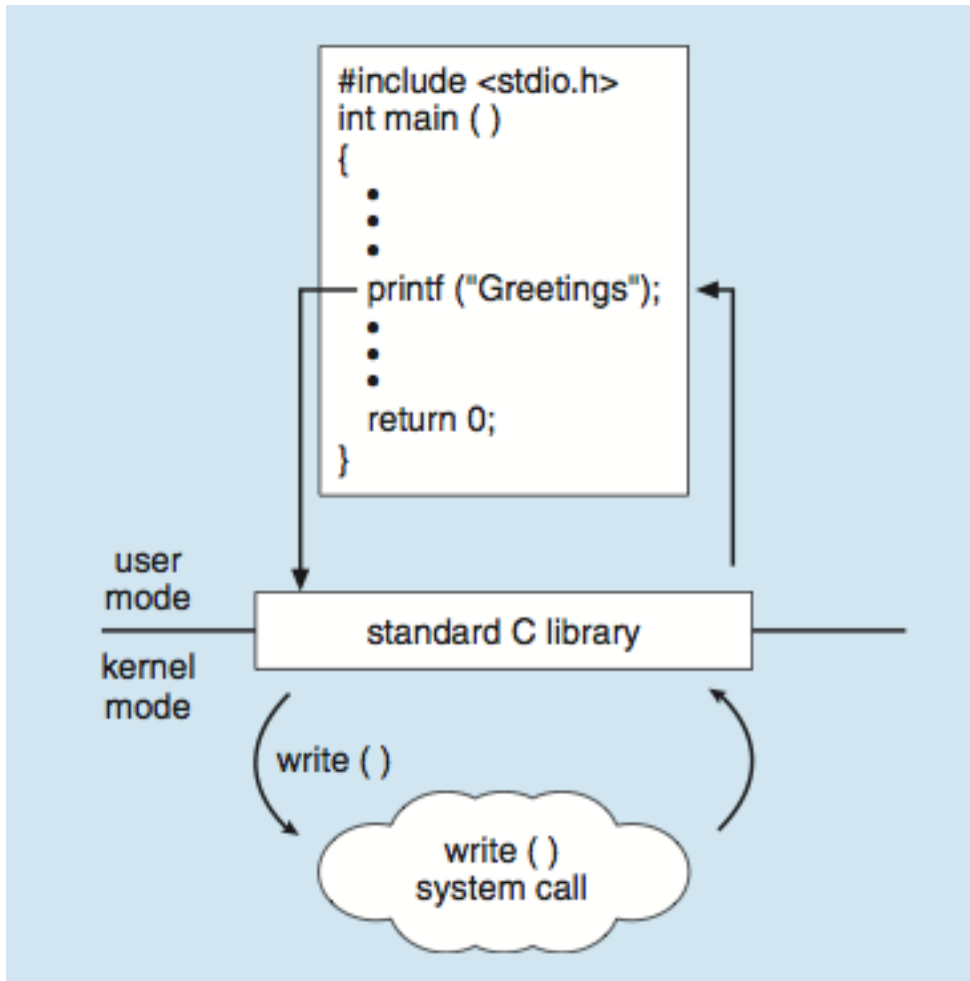 #include <stdio.h>
int main ( )
{
•
•
•
printf ("Greetings");
•
•
•
return 0;
}
user
mode
standard C library
kernel
mode
write ( )
write ( )
system call